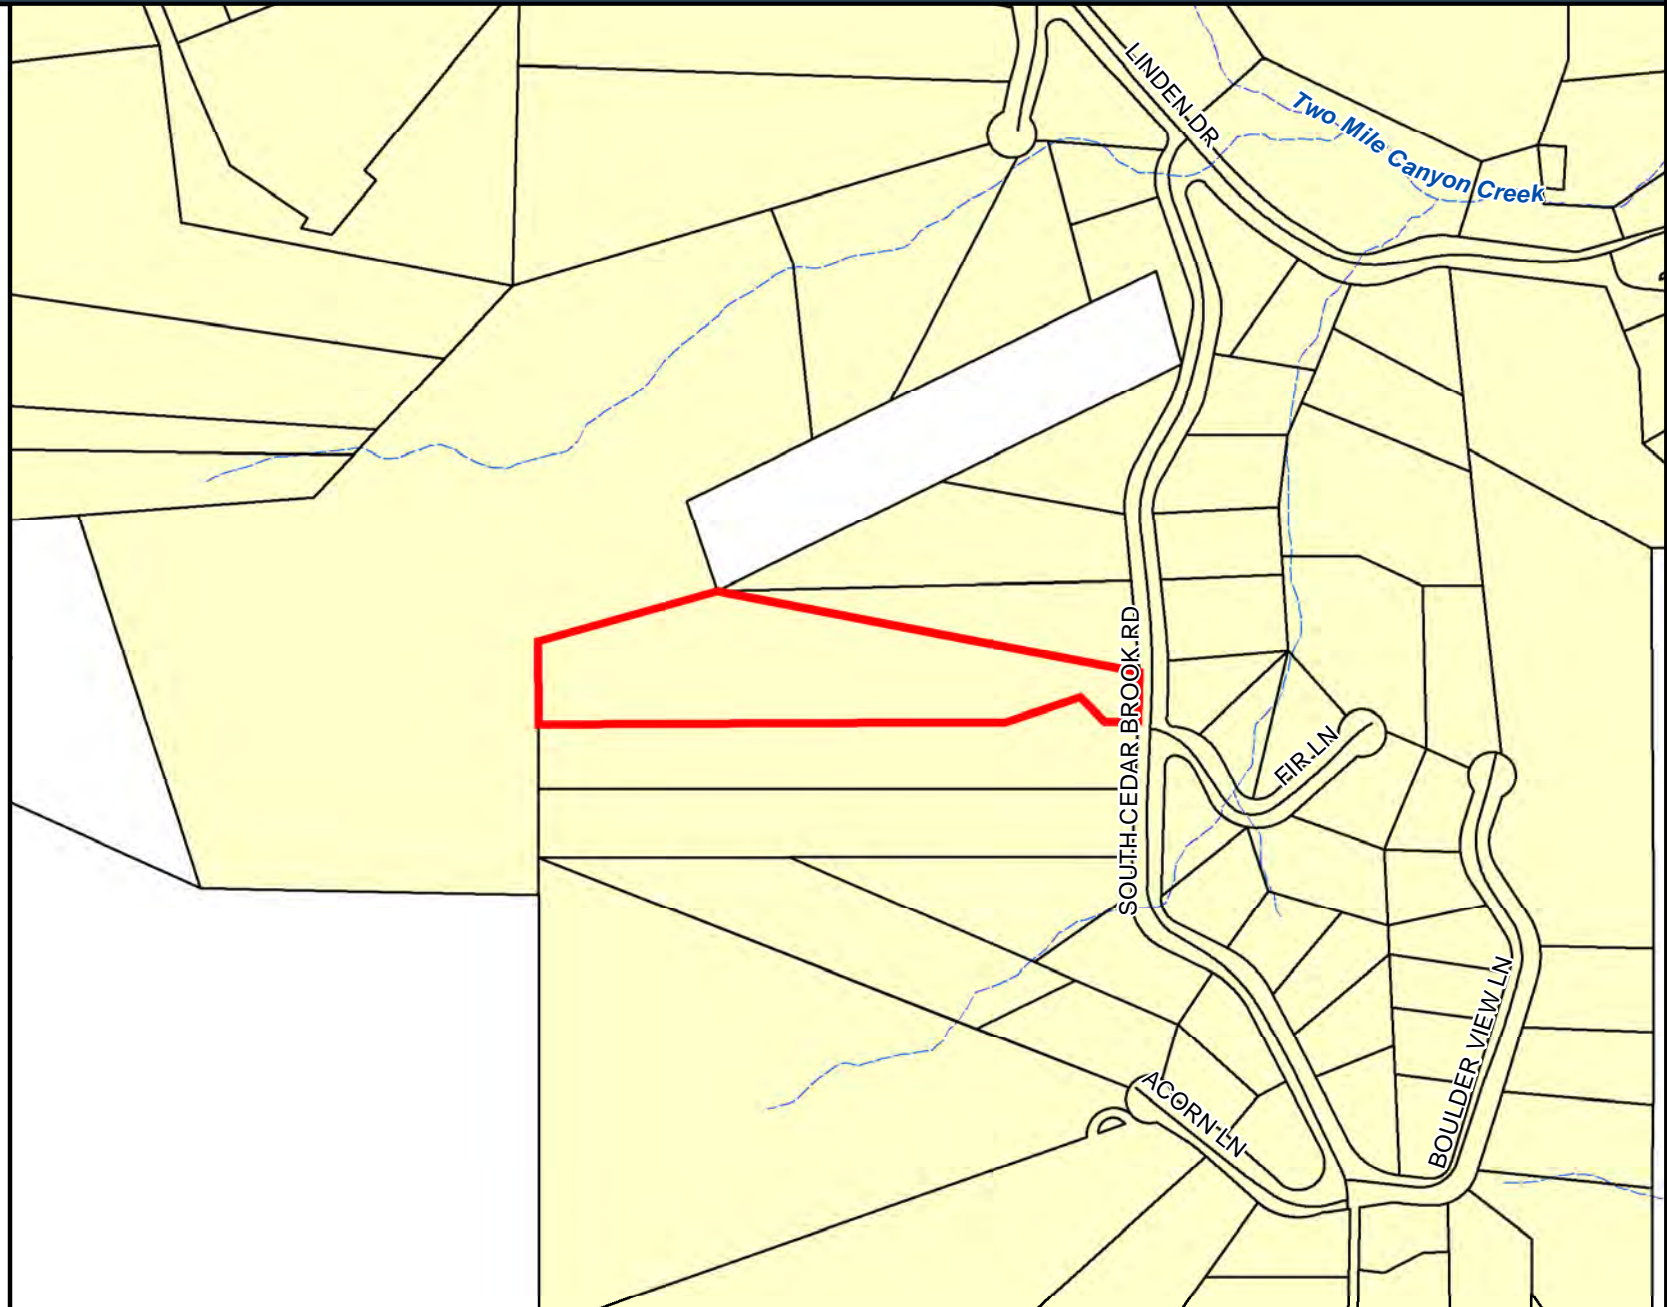 LINDEN DR
Two Mile Canyon Creek
SOUTH CEDAR BROOK RD
FIR LN
BOULDER VIEW LN
ACORN LN